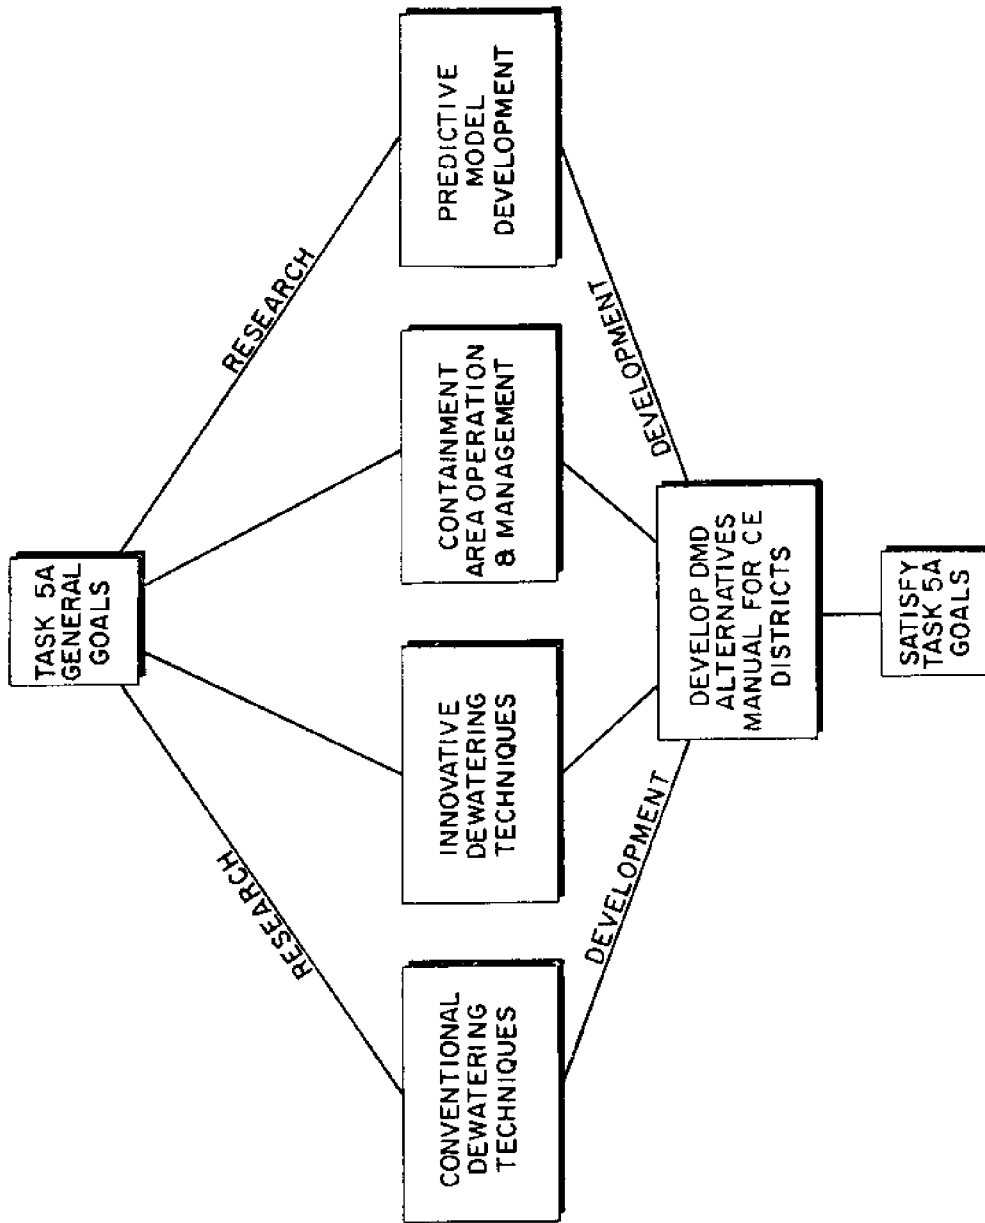 TASK 5A
GENERAL
GOALS
RESEARCH
RESEARCH
CONVENTIONAL
DEWATERING
TECHNIQUES
INNOVATIVE
DEWATERING
TECHNIQUES
CONTAINMENT
AREA OPERATION
& MANAGEMENT
PREDICTIVE
MODEL
DEVELOPMENT
DEVELOPMENT
DEVELOPMENT
DEVELOP DMD
ALTERNATIVES
MANUAL FOR CE
DISTRICTS
SATISFY
TASK 5A
GOALS